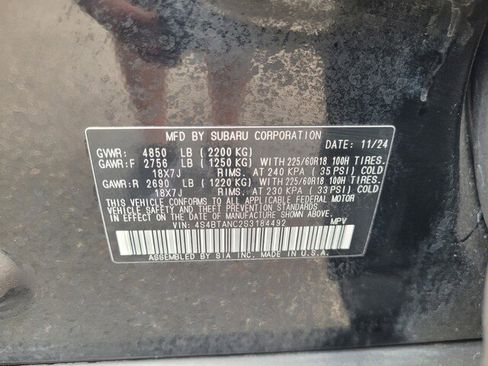 MFD BY SUBARU CORPORATION
DATE: 11/24
GVWR: 4850 LB (2200 KG)
GAWR:F 2756 LB (1250 KG) WITH 225/60R18 100H TIRES.
18X7J RIMS. AT 240 KPA (35 PSI) COLD
GAWR:R 2690 LB (1220 KG) WITH 225/60R18 100H TIRES.
18X7J RIMS. AT 230 KPA (33 PSI) COLD
THIS VEHICLE CONFORMS TO ALL APPLICABLE FEDERAL MOTOR
VEHICLE SAFETY AND THEFT PREVENTION STANDARDS IN
EFFECT ON THE DATE OF MANUFACTURE SHOWN ABOVE.
VIN: 4S4BTANC2S3184492 MPV
ASSEMBLED BY SIA INC. MADE IN U.S.A.